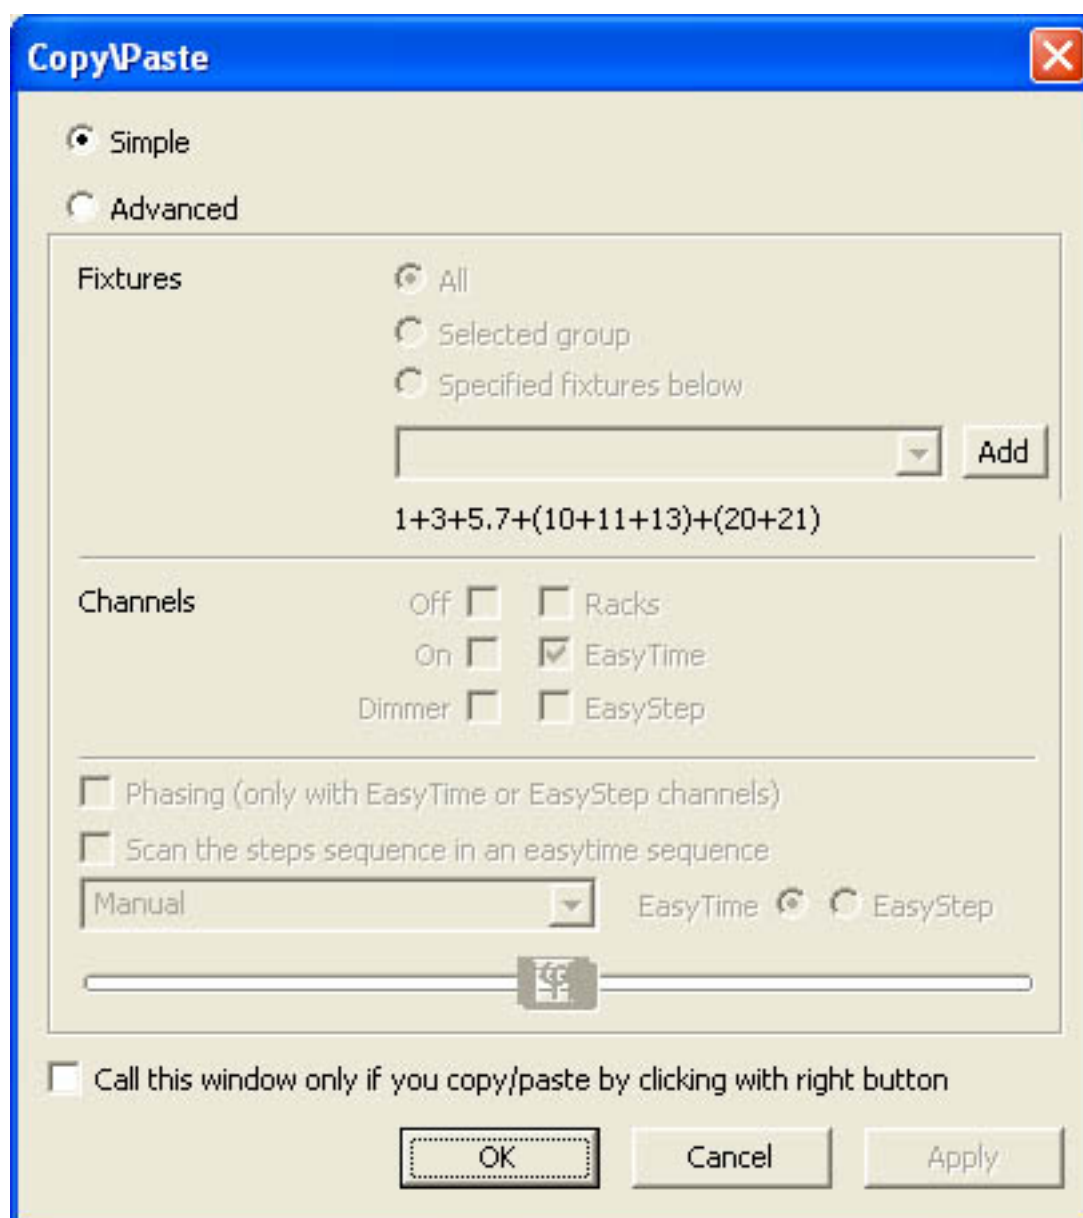 Copy\Paste
Simple
Advanced
Fixtures
All
Selected group
Specified fixtures below
Add
1+3+5.7+(10+11+13)+(20+21)
Channels
Off Racks
On EasyTime
Dimmer EasyStep
Phasing (only with EasyTime or EasyStep channels)
Scan the steps sequence in an easytime sequence
Manual EasyTime EasyStep
Call this window only if you copy/paste by clicking with right button
OK Cancel Apply